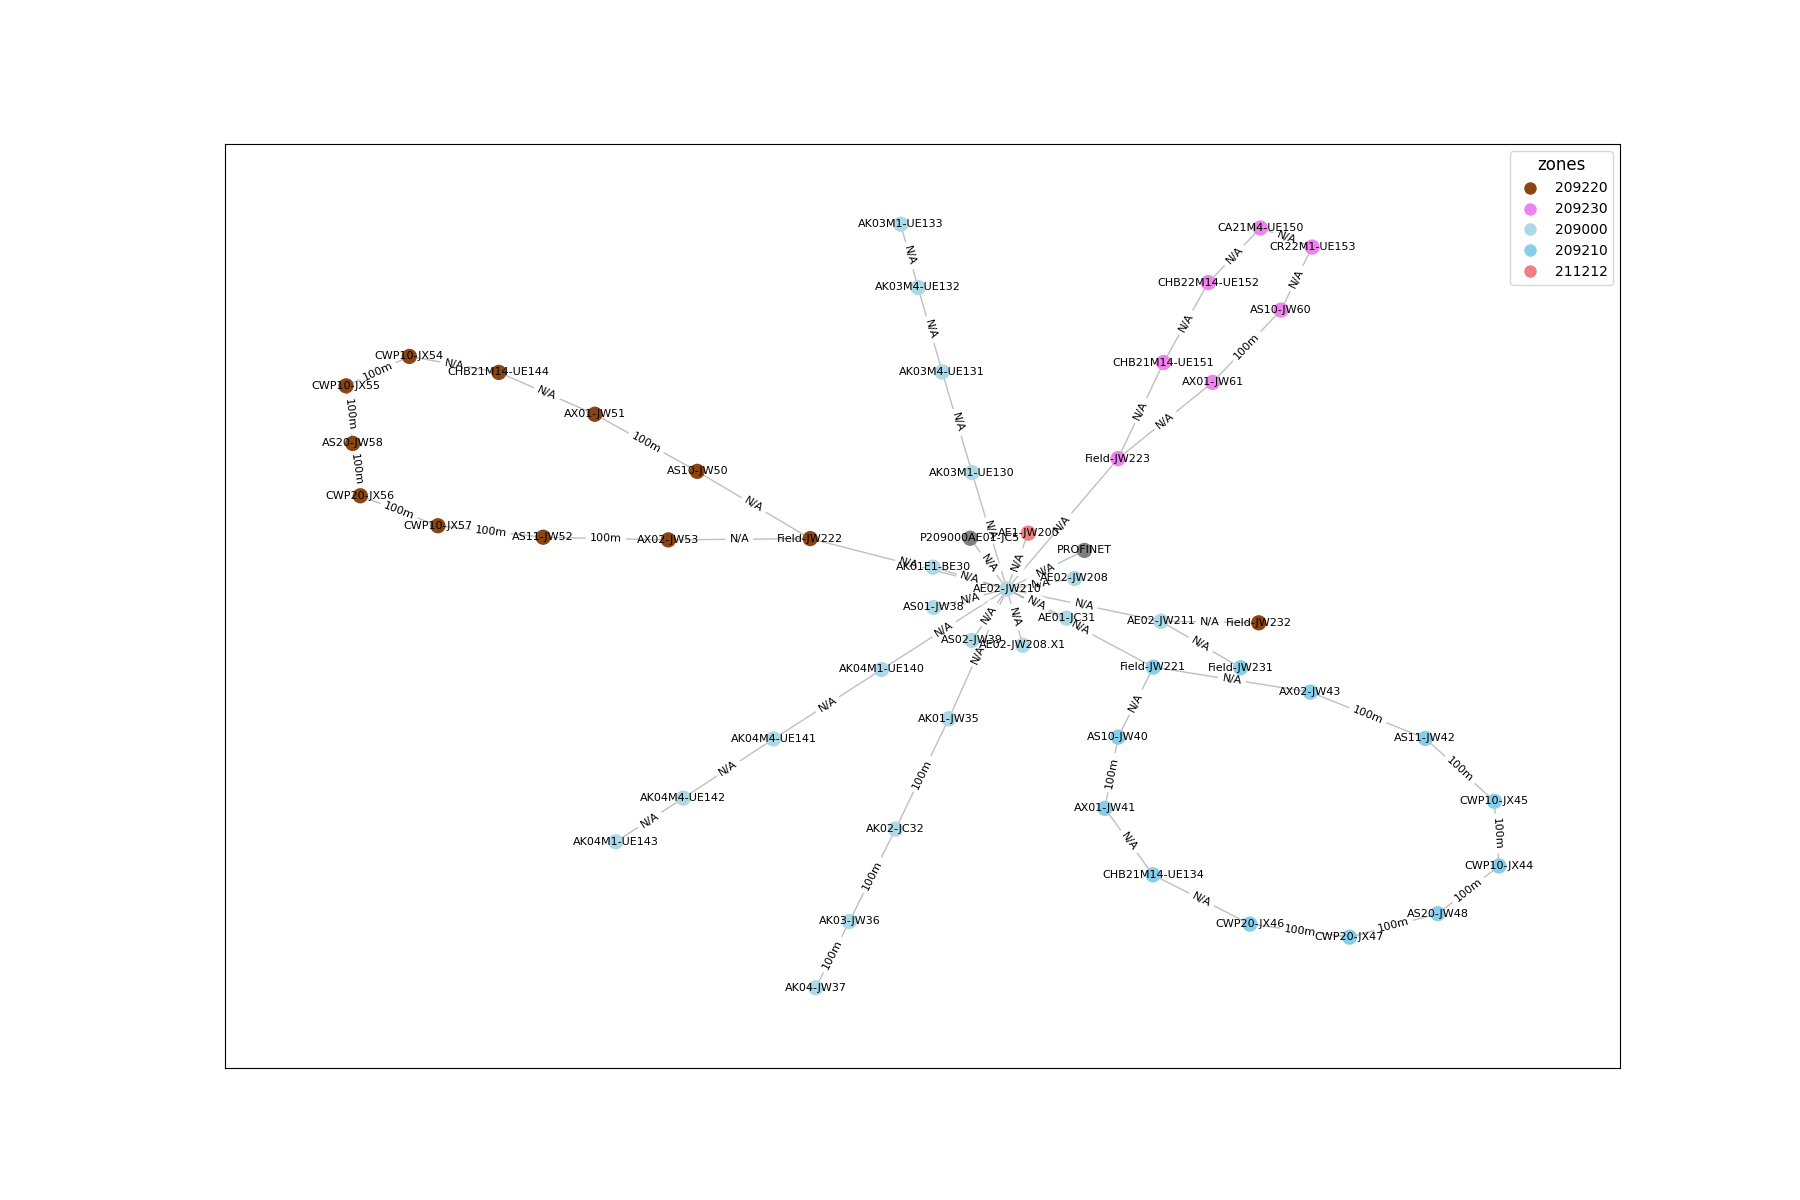 zones
209220
209230
209000
209210
211212
AK03M1-UE133
N/A
AK03M4-UE132
N/A
AK03M4-UE131
N/A
AK03M1-UE130
N/A
CA21M4-UE150
N/A
CR22M1-UE153
N/A
CHB22M14-UE152
N/A
AS10-JW60
N/A
100m
CHB21M14-UE151
AX01-JW61
N/A
N/A
Field-JW223
N/A
CWP10-JX54
N/A
CHB21M14-UE144
100m
CWP10-JX55
N/A
AX01-JW51
100m
100m
AS20-JW58
100m
AS10-JW50
CWP20-JX56
N/A
100m
CWP10-JX57
100m
AS11-JW52
100m
AX02-JW53
N/A
Field-JW222
N/A
P209000AE01-JC5
AE1-JW200
PROFINET
N/A
N/A
N/A
AK01E1-BE30
N/A
N/A
AE02-JW208
AE02-JW210
AS01-JW38
N/A
N/A
N/A
N/A
N/A
N/A
AE01-JC31
N/A
AE02-JW211
N/A
Field-JW232
N/A
AS02-JW39
AE02-JW208.X1
N/A
N/A
AK04M1-UE140
Field-JW221
Field-JW231
N/A
AX02-JW43
N/A
N/A
AK01-JW35
100m
AK04M4-UE141
AS10-JW40
AS11-JW42
N/A
100m
100m
100m
AK04M4-UE142
AX01-JW41
CWP10-JX45
N/A
AK04M1-UE143
AK02-JC32
N/A
100m
CWP10-JX44
100m
CHB21M14-UE134
100m
N/A
AS20-JW48
AK03-JW36
CWP20-JX46
100m
CWP20-JX47
100m
100m
AK04-JW37